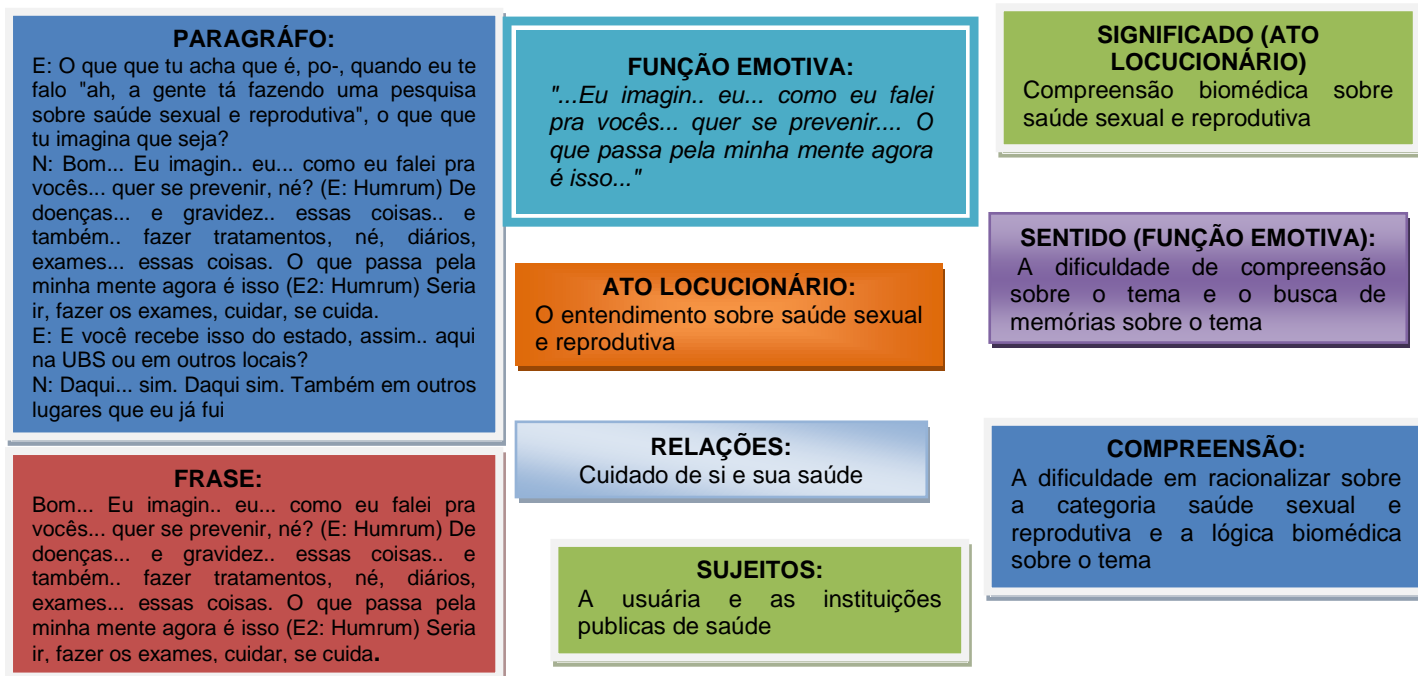 PARAGRÁFO:
E: O que que tu acha que é, po-, quando eu te
falo "ah, a gente tá fazendo uma pesquisa
sobre saúde sexual e reprodutiva", o que que
tu imagina que seja?
N: Bom... Eu imagin.. eu... como eu falei pra
vocês... quer se prevenir, né? (E: Humrum) De
doenças... e gravidez.. essas coisas.. e
também.. fazer tratamentos, né, diários,
exames... essas coisas. O que passa pela
minha mente agora é isso (E2: Humrum) Seria
ir, fazer os exames, cuidar, se cuida.
E: E você recebe isso do estado, assim.. aqui
na UBS ou em outros locais?
N: Daqui... sim. Daqui sim. Também em outros
lugares que eu já fui
FRASE:
Bom... Eu imagin.. eu... como eu falei pra
vocês... quer se prevenir, né? (E: Humrum) De
doenças... e gravidez.. essas coisas.. e
também.. fazer tratamentos, né, diários,
exames... essas coisas. O que passa pela
minha mente agora é isso (E2: Humrum) Seria
ir, fazer os exames, cuidar, se cuida.
FUNÇÃO EMOTIVA:
"...Eu imagin.. eu... como eu falei
pra vocês... quer se prevenir.... O
que passa pela minha mente agora
é isso..."
ATO LOCUCIONÁRIO:
O entendimento sobre saúde sexual
e reprodutiva
RELAÇÕES:
Cuidado de si e sua saúde
SUJEITOS:
A usuária e as instituições
publicas de saúde
SIGNIFICADO (ATO
LOCUCIONÁRIO)
Compreensão biomédica sobre
saúde sexual e reprodutiva
SENTIDO (FUNÇÃO EMOTIVA):
A dificuldade de compreensão
sobre o tema e o busca de
memórias sobre o tema
COMPREENSÃO:
A dificuldade em racionalizar sobre
a categoria saúde sexual e
reprodutiva e a lógica biomédica
sobre o tema